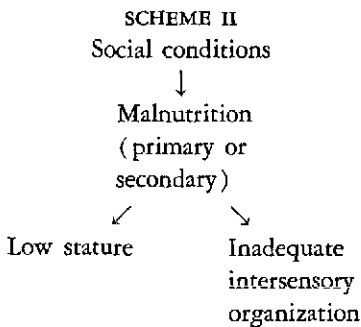 SCHEME II
Social conditions
↓
Malnutrition
(primary or
secondary)
↙ ↘
Low stature Inadequate
intersensory
organization